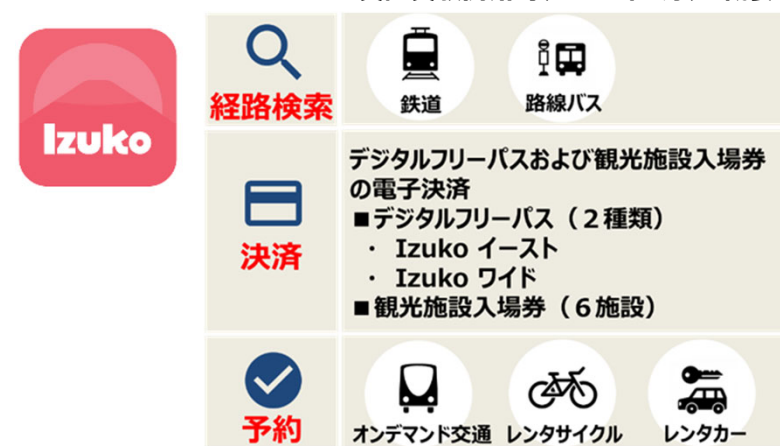 Izuko
経路検索
鉄道
路線バス
決済
デジタルフリーパスおよび観光施設入場券
の電子決済
■デジタルフリーパス（２種類）
・ Izuko イースト
・ Izuko ワイド
■観光施設入場券（６施設）
予約
オンデマンド交通
レンタサイクル
レンタカー